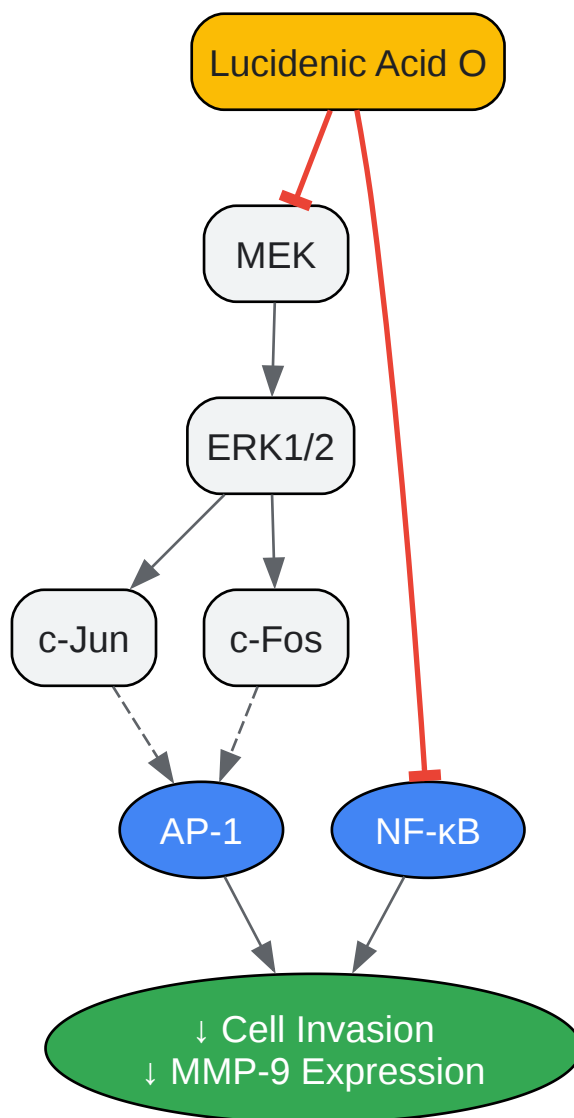 Lucidenic Acid O
MEK
ERK1/2
c-Jun
c-Fos
AP-1
NF-κB
↓ Cell Invasion
↓ MMP-9 Expression